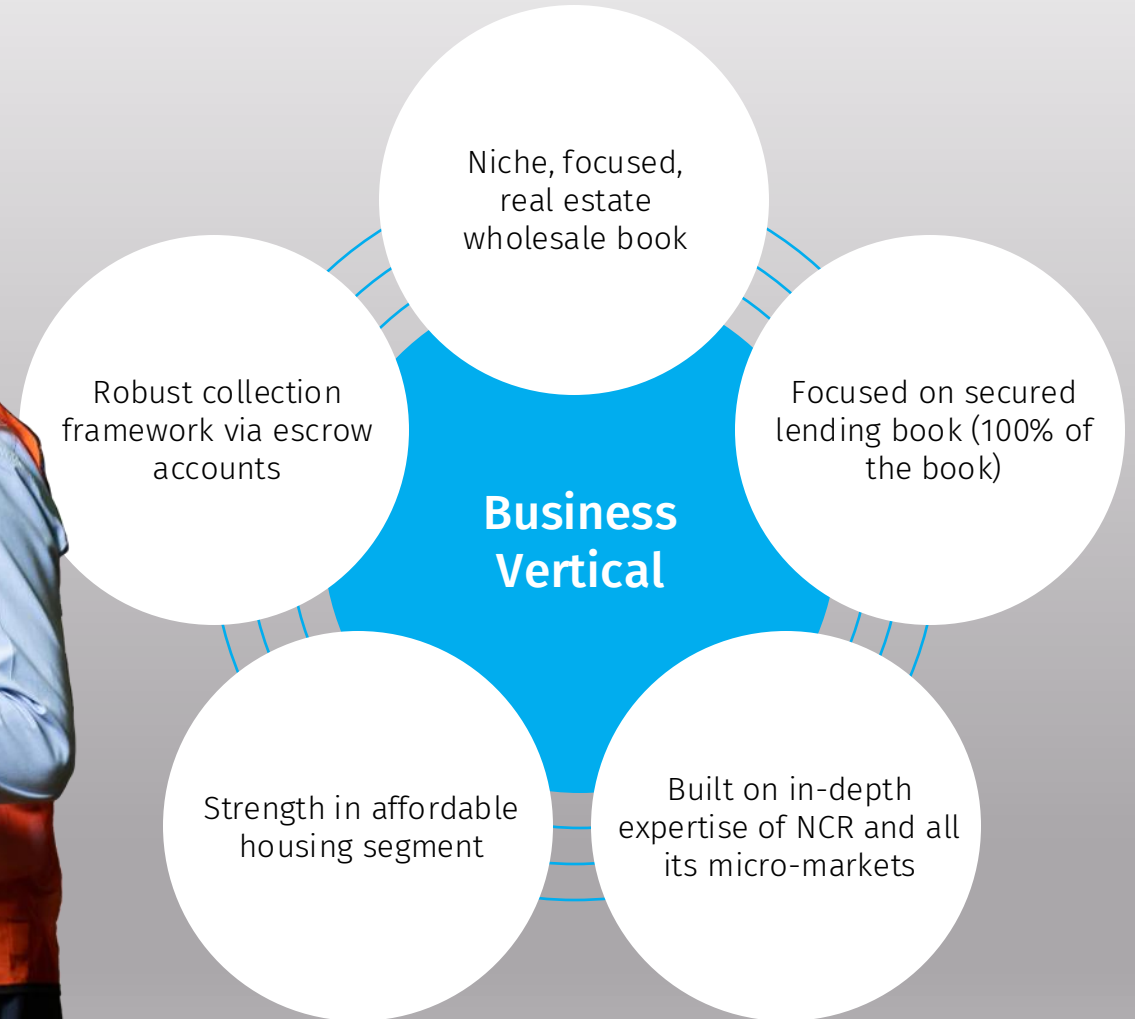 Niche, focused,
real estate
wholesale book
Robust collection
framework via escrow
accounts
Focused on secured
lending book (100% of
the book)
Business
Vertical
Strength in affordable
housing segment
Built on in-depth
expertise of NCR and all
its micro-markets